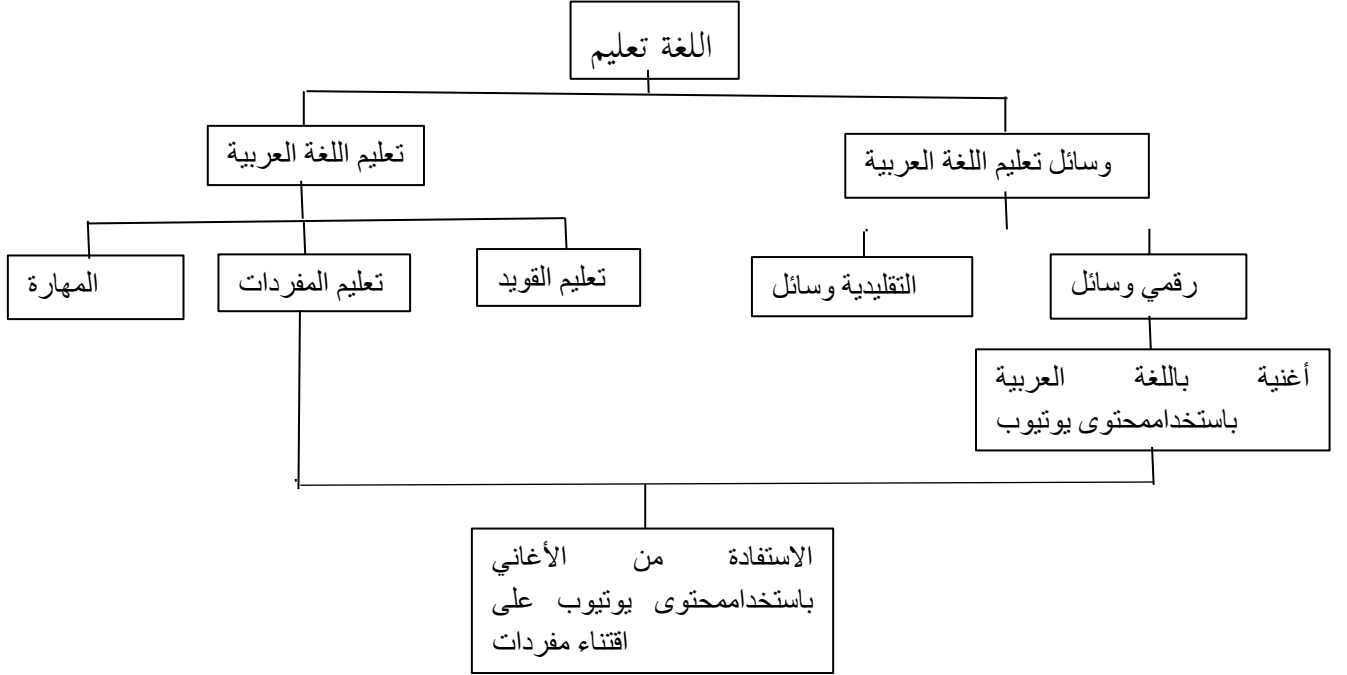 اللغة تعليم
تعليم اللغة العربية
وسائل تعليم اللغة العربية
المهارة
تعليم المفردات
تعليم القويد
التقليدية وسائل
رقمي وسائل
أغنية باللغة العربية
باستخداممحتوى يوتيوب
الاستفادة من الأغاني
باستخداممحتوى يوتيوب على
اقتناء مفردات